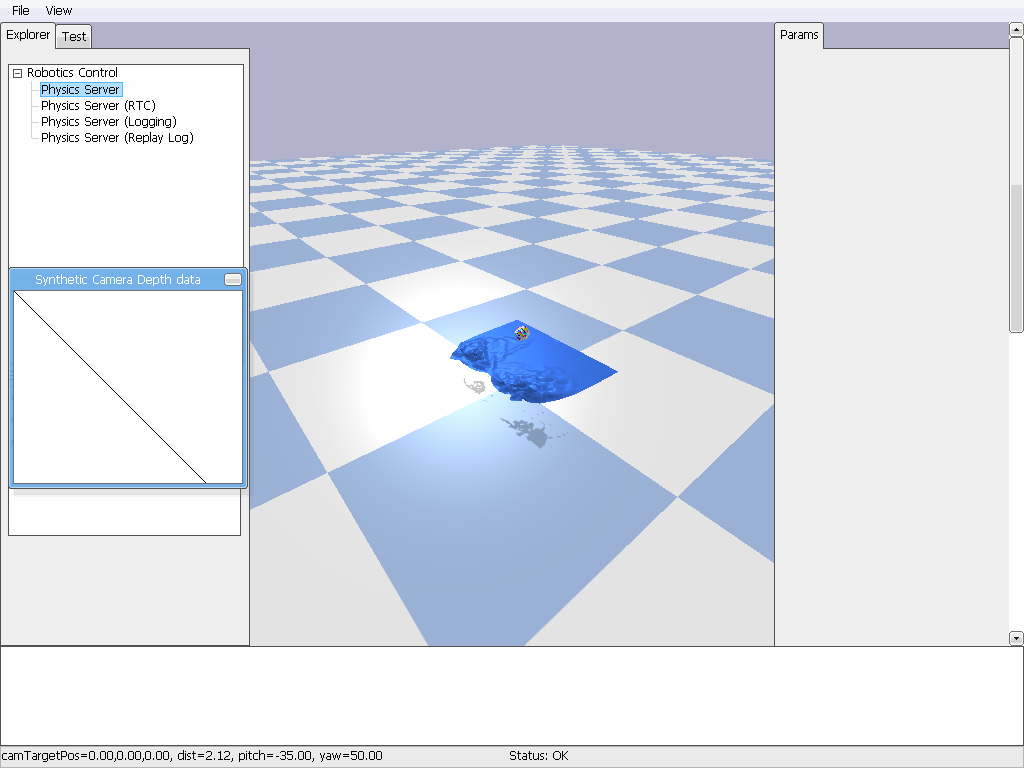 File View
Explorer Test
Params
Robotics Control
Physics Server
Physics Server (RTC)
Physics Server (Logging)
Physics Server (Replay Log)
Synthetic Camera Depth data
camTargetPos=0.00,0.00,0.00, dist=2.12, pitch=-35.00, yaw=50.00 Status: OK